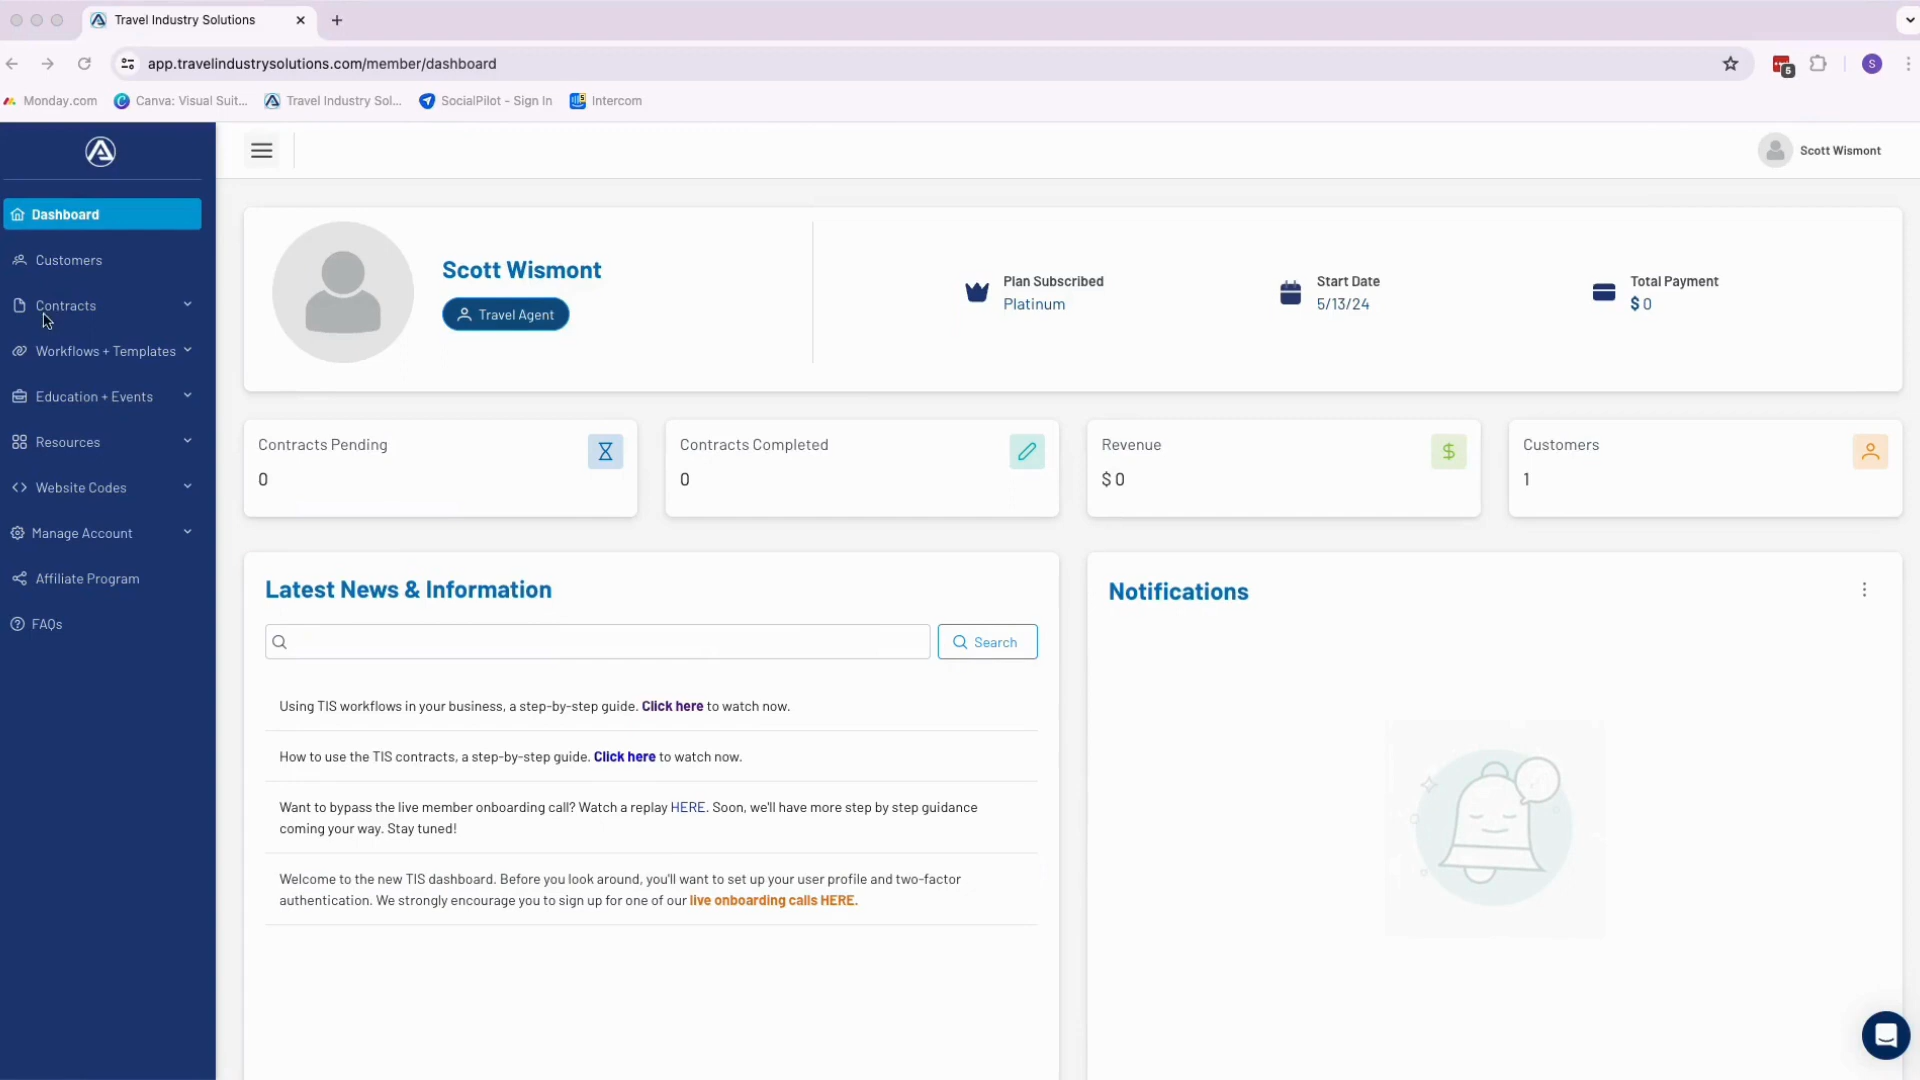 Travel Industry Solutions
app.travelindustrysolutions.com/member/dashboard
5
S
Monday.com
Canva: Visual Suit...
Travel Industry Sol...
SocialPilot - Sign In
Intercom
Scott Wismont
Dashboard
Customers
Contracts
Workflows + Templates
Education + Events
Resources
Website Codes
Manage Account
Affiliate Program
FAQs
Scott Wismont
Travel Agent
Plan Subscribed
Platinum
Start Date
5/13/24
Total Payment
$ 0
Contracts Pending
0
Contracts Completed
0
Revenue
$ 0
Customers
1
Latest News & Information
Search
Using TIS workflows in your business, a step-by-step guide. Click here to watch now.
How to use the TIS contracts, a step-by-step guide. Click here to watch now.
Want to bypass the live member onboarding call? Watch a replay HERE. Soon, we'll have more step by step guidance
coming your way. Stay tuned!
Welcome to the new TIS dashboard. Before you look around, you'll want to set up your user profile and two-factor
authentication. We strongly encourage you to sign up for one of our live onboarding calls HERE.
Notifications